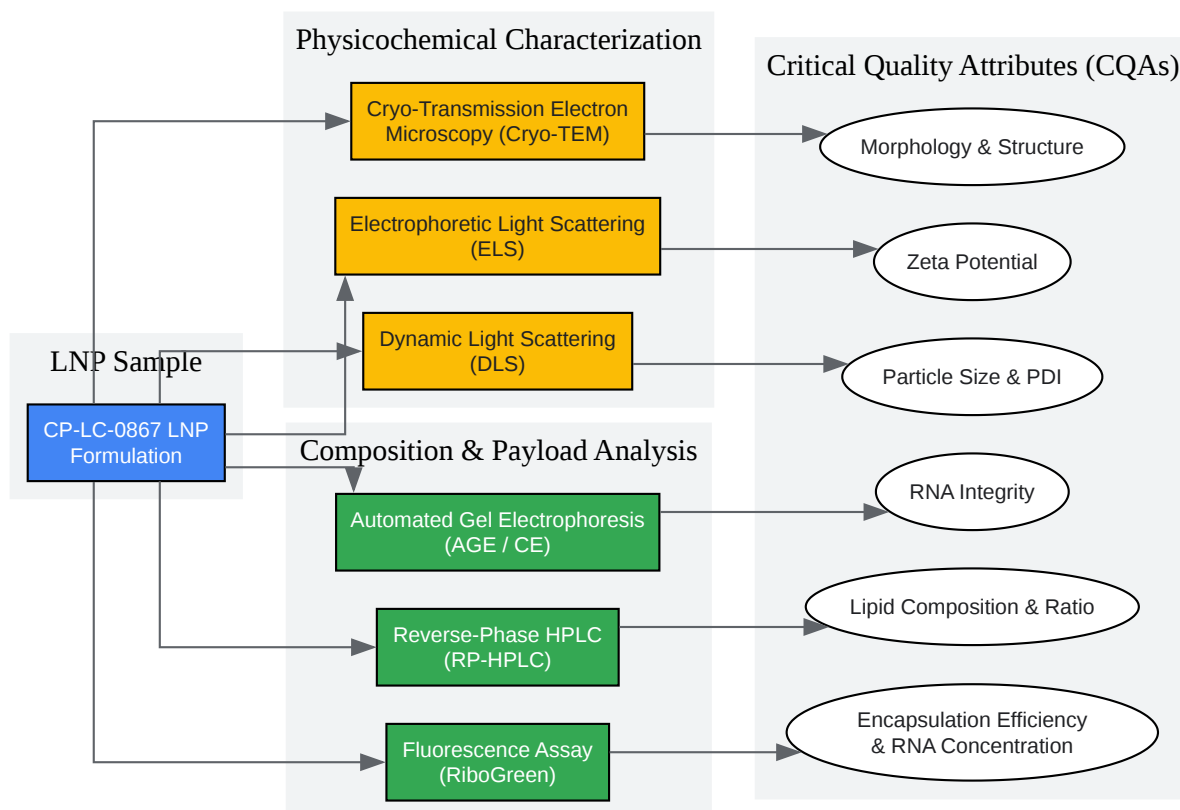 Physicochemical Characterization
Cryo-Transmission Electron
Microscopy (Cryo-TEM)
Electrophoretic Light Scattering
(ELS)
Dynamic Light Scattering
(DLS)
LNP Sample
CP-LC-0867 LNP
Formulation
Composition & Payload Analysis
Automated Gel Electrophoresis
(AGE / CE)
Reverse-Phase HPLC
(RP-HPLC)
Fluorescence Assay
(RiboGreen)
Critical Quality Attributes (CQAs)
Morphology & Structure
Zeta Potential
Particle Size & PDI
RNA Integrity
Lipid Composition & Ratio
Encapsulation Efficiency
& RNA Concentration